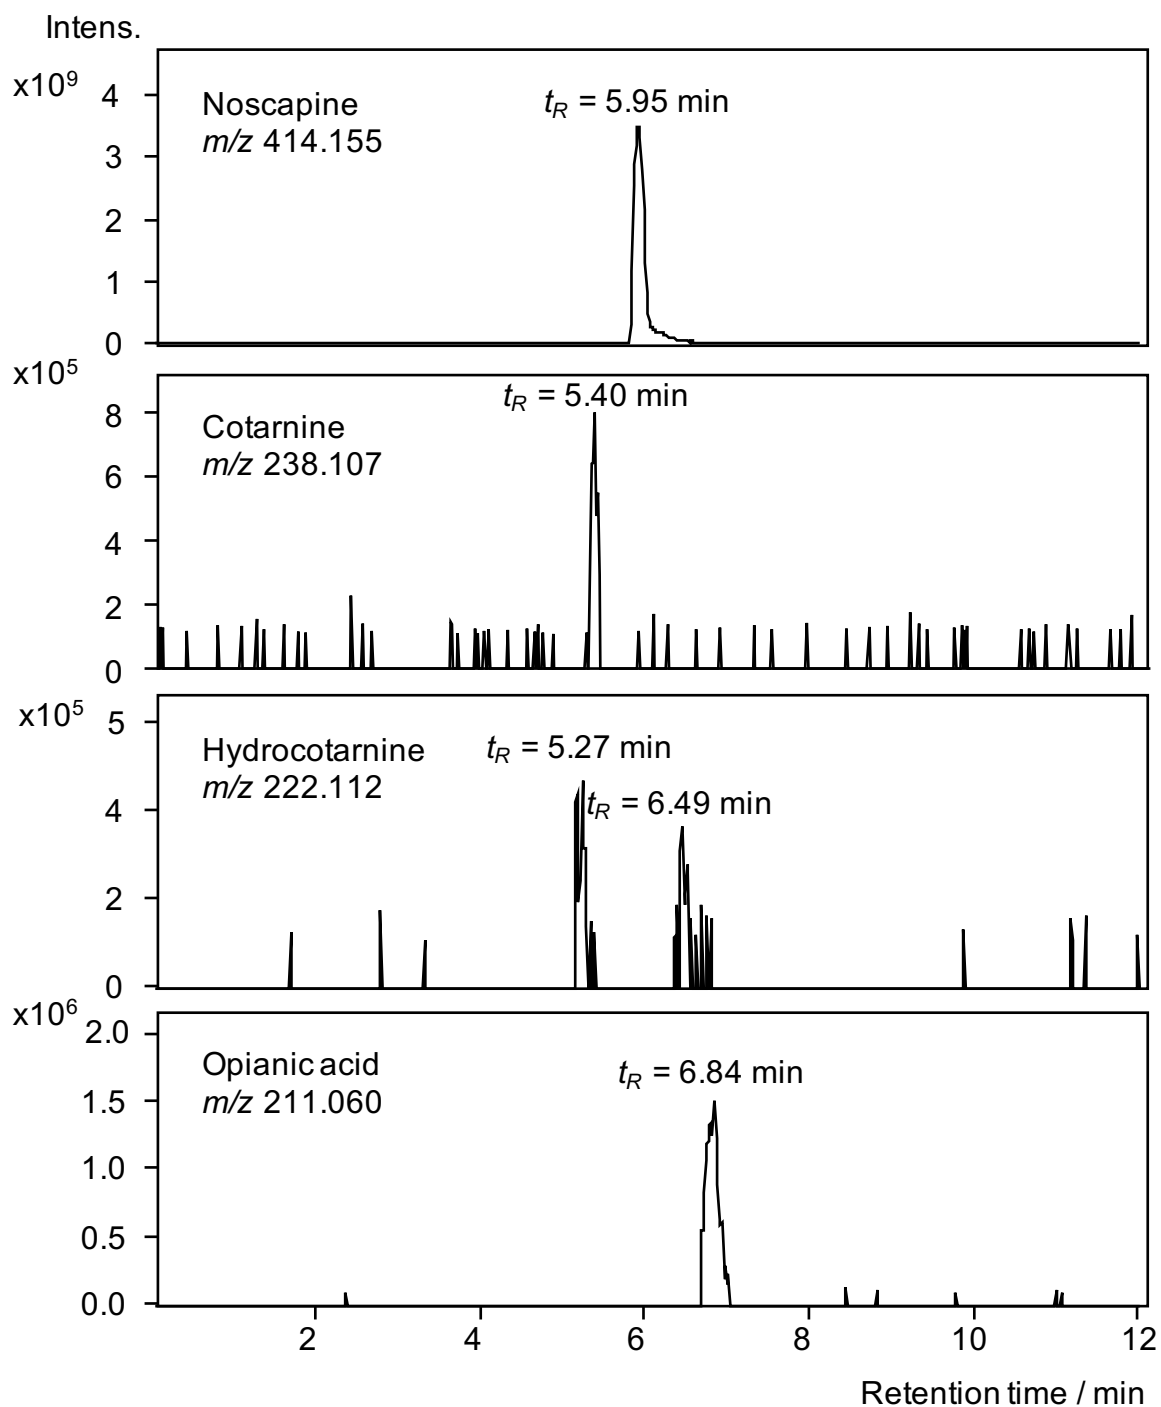 Intens.
x10⁹
4
3
2
1
0
Noscapine
m/z 414.155
tR = 5.95 min
x10⁵
8
6
4
2
0
Cotarnine
m/z 238.107
tR = 5.40 min
x10⁵
5
4
2
0
Hydrocotarnine
m/z 222.112
tR = 5.27 min
tR = 6.49 min
x10⁶
2.0
1.5
1.0
0.5
0.0
Opianic acid
m/z 211.060
tR = 6.84 min
2 4 6 8 10 12
Retention time / min